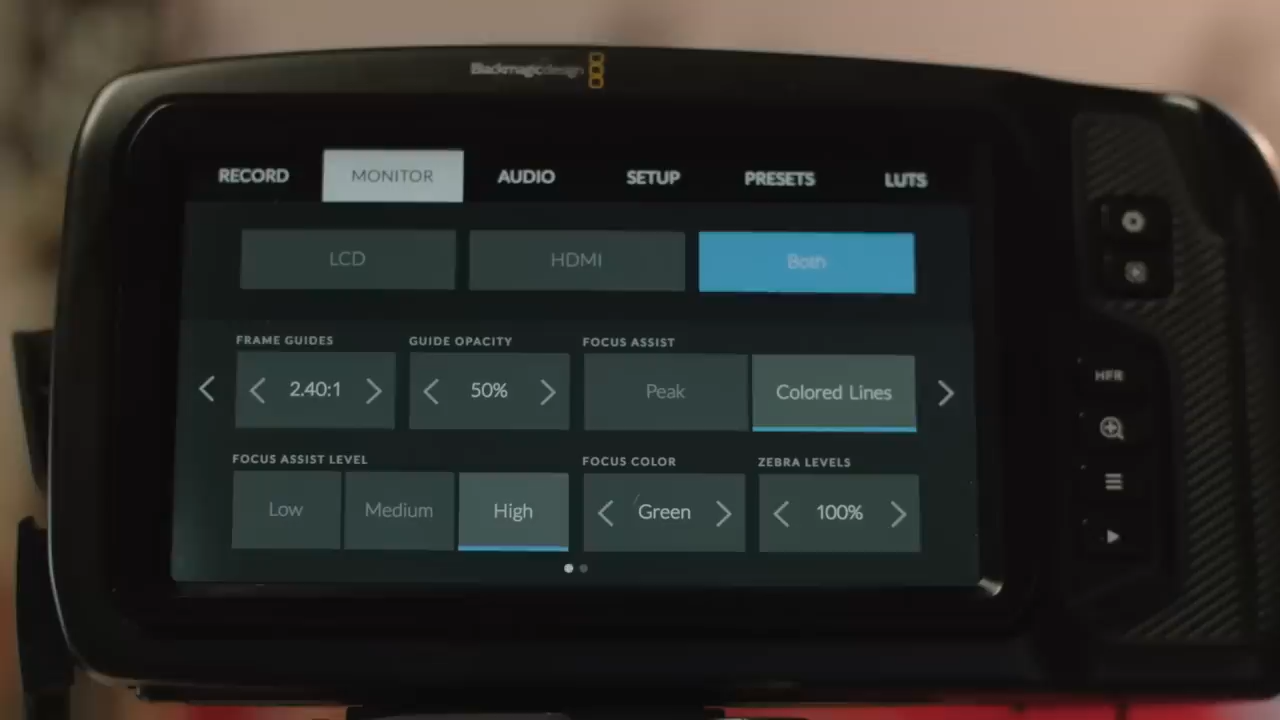 Blackmagicdesign
RECORD MONITOR AUDIO SETUP PRESETS LUTS
LCD HDMI Both
FRAME GUIDES GUIDE OPACITY FOCUS ASSIST
2.40:1 50% Peak Colored Lines
FOCUS ASSIST LEVEL FOCUS COLOR ZEBRA LEVELS
Low Medium High Green 100%
HFR